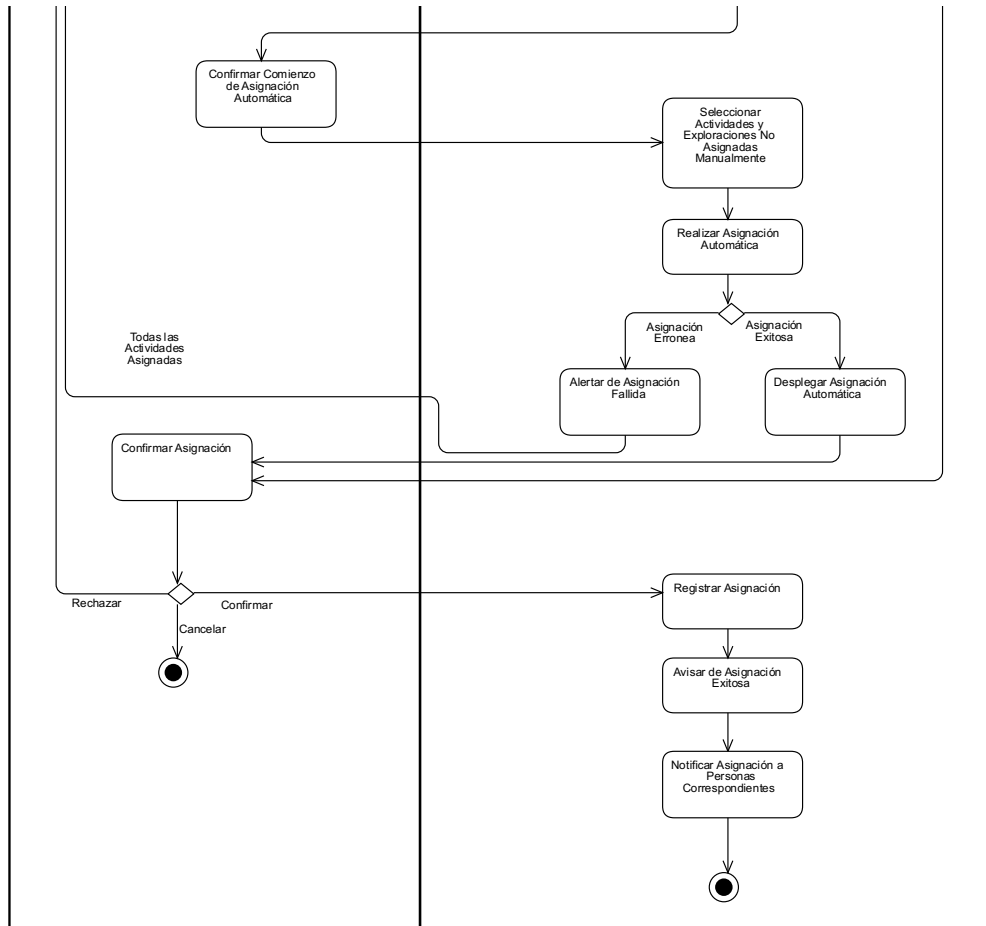 Confirmar Comienzo
de Asignación
Automática
Seleccionar
Actividades y
Exploraciones No
Asignadas
Manualmente
Realizar Asignación
Automática
Asignación
Erronea
Asignación
Exitosa
Todas las
Actividades
Asignadas
Alertar de Asignación
Fallida
Desplegar Asignación
Automática
Confirmar Asignación
Rechazar
Confirmar
Cancelar
Registrar Asignación
Avisar de Asignación
Exitosa
Notificar Asignación a
Personas
Correspondientes